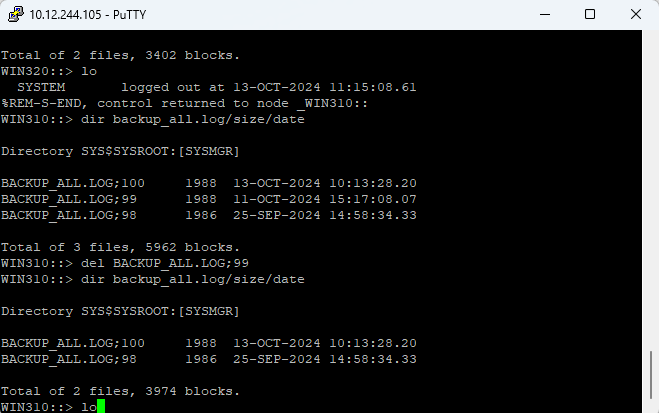 10.12.244.105 - PuTTY
Total of 2 files, 3402 blocks.
WIN320::> lo
  SYSTEM       logged out at 13-OCT-2024 11:15:08.61
%REM-S-END, control returned to node _WIN310::
WIN310::> dir backup_all.log/size/date
Directory SYS$SYSROOT:[SYSMGR]
BACKUP_ALL.LOG;100     1988  13-OCT-2024 10:13:28.20
BACKUP_ALL.LOG;99      1988  11-OCT-2024 15:17:08.07
BACKUP_ALL.LOG;98      1986  25-SEP-2024 14:58:34.33
Total of 3 files, 5962 blocks.
WIN310::> del BACKUP_ALL.LOG;99
WIN310::> dir backup_all.log/size/date
Directory SYS$SYSROOT:[SYSMGR]
BACKUP_ALL.LOG;100     1988  13-OCT-2024 10:13:28.20
BACKUP_ALL.LOG;98      1986  25-SEP-2024 14:58:34.33
Total of 2 files, 3974 blocks.
WIN310::> lo